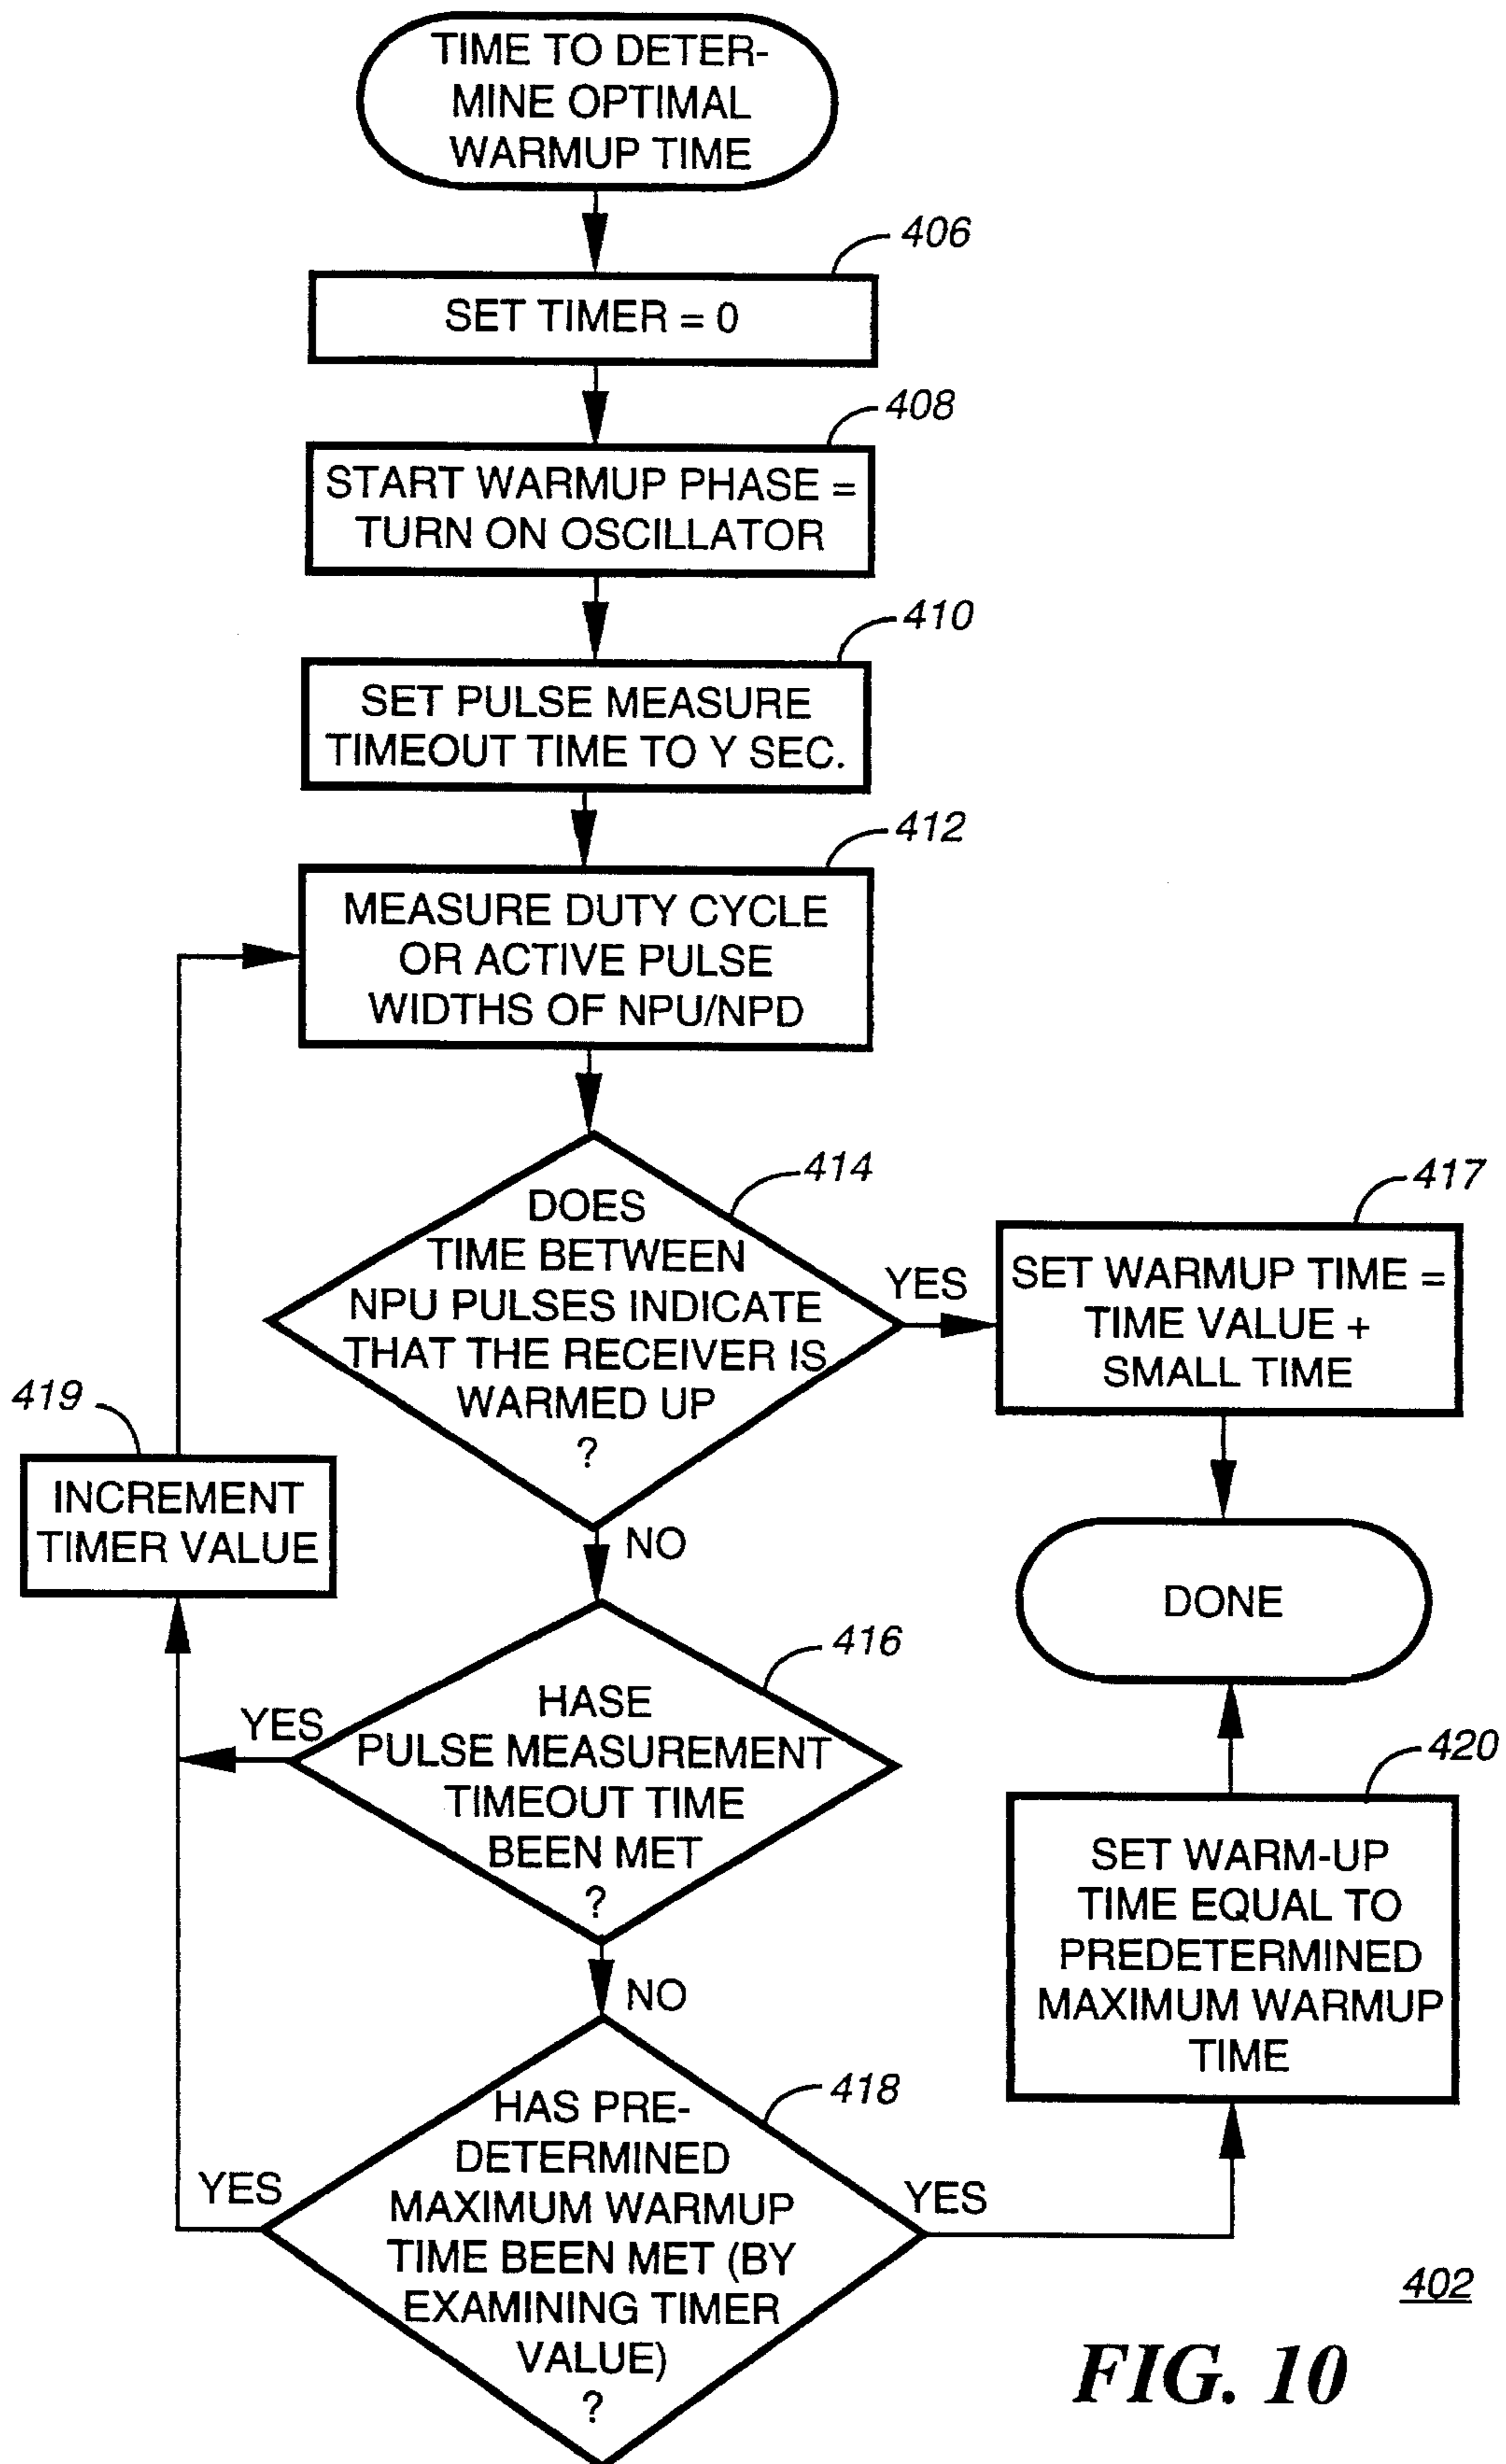 TIME TO DETER-
MINE OPTIMAL
WARMUP TIME
406
SET TIMER = 0
408
START WARMUP PHASE =
TURN ON OSCILLATOR
410
SET PULSE MEASURE
TIMEOUT TIME TO Y SEC.
412
MEASURE DUTY CYCLE
OR ACTIVE PULSE
WIDTHS OF NPU/NPD
414
DOES
TIME BETWEEN
NPU PULSES INDICATE
THAT THE RECEIVER IS
WARMED UP
?
YES
417
SET WARMUP TIME =
TIME VALUE +
SMALL TIME
419
INCREMENT
TIMER VALUE
NO
DONE
416
HASE
PULSE MEASUREMENT
TIMEOUT TIME
BEEN MET
?
YES
420
SET WARM-UP
TIME EQUAL TO
PREDETERMINED
MAXIMUM WARMUP
TIME
NO
418
HAS PRE-
DETERMINED
MAXIMUM WARMUP
TIME BEEN MET (BY
EXAMINING TIMER
VALUE)
?
YES
YES
402
FIG. 10